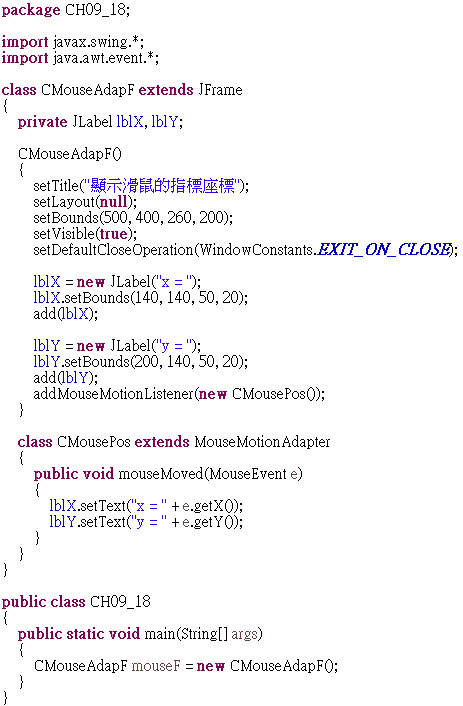 package CH09_18;
import javax.swing.*;
import java.awt.event.*;
class CMouseAdapF extends JFrame
{
private JLabel lblX, lblY;
CMouseAdapF()
{
setTitle("顯示滑鼠的指標座標");
setLayout(null);
setBounds(500, 400, 260, 200);
setVisible(true);
setDefaultCloseOperation(WindowConstants.EXIT_ON_CLOSE);
lblX = new JLabel("x = ");
lblX.setBounds(140, 140, 50, 20);
add(lblX);
lblY = new JLabel("y = ");
lblY.setBounds(200, 140, 50, 20);
add(lblY);
addMouseMotionListener(new CMousePos());
}
class CMousePos extends MouseMotionAdapter
{
public void mouseMoved(MouseEvent e)
{
lblX.setText("x = " + e.getX());
lblY.setText("y = " + e.getY());
}
}
}
public class CH09_18
{
public static void main(String[] args)
{
CMouseAdapF mouseF = new CMouseAdapF();
}
}